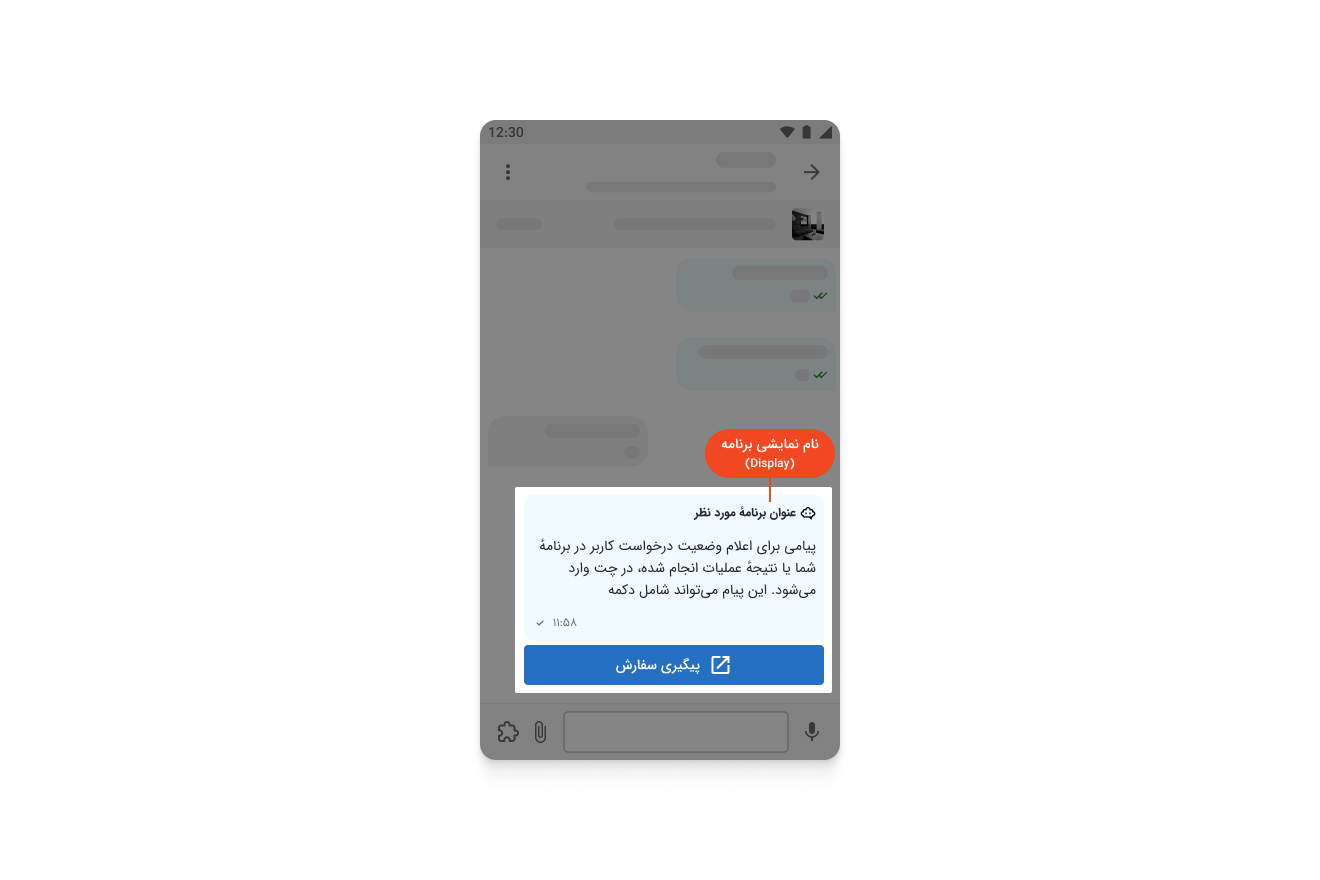 12:30
نام نمایشی برنامه
(Display)
عنوان برنامهٔ مورد نظر
پیامی برای اعلام وضعیت درخواست کاربر در برنامهٔ
شما یا نتیجهٔ عملیات انجام شده، در چت وارد
می‌شود. این پیام می‌تواند شامل دکمه
۱۱:۵۸
پیگیری سفارش